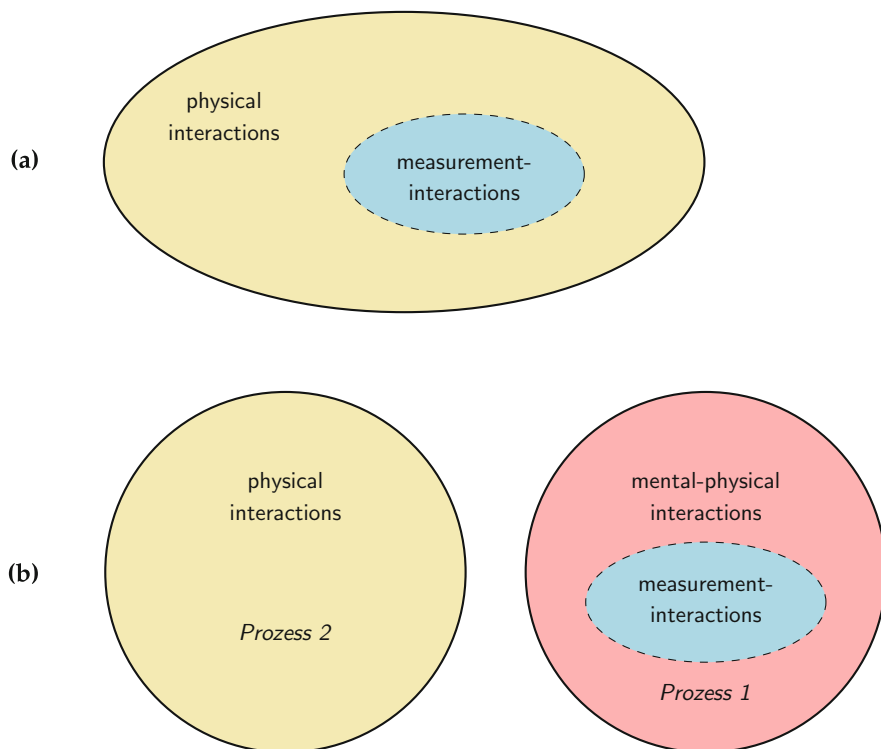 (a)
physical
interactions
measurement-
interactions
(b)
physical
interactions
Prozess 2
mental-physical
interactions
measurement-
interactions
Prozess 1